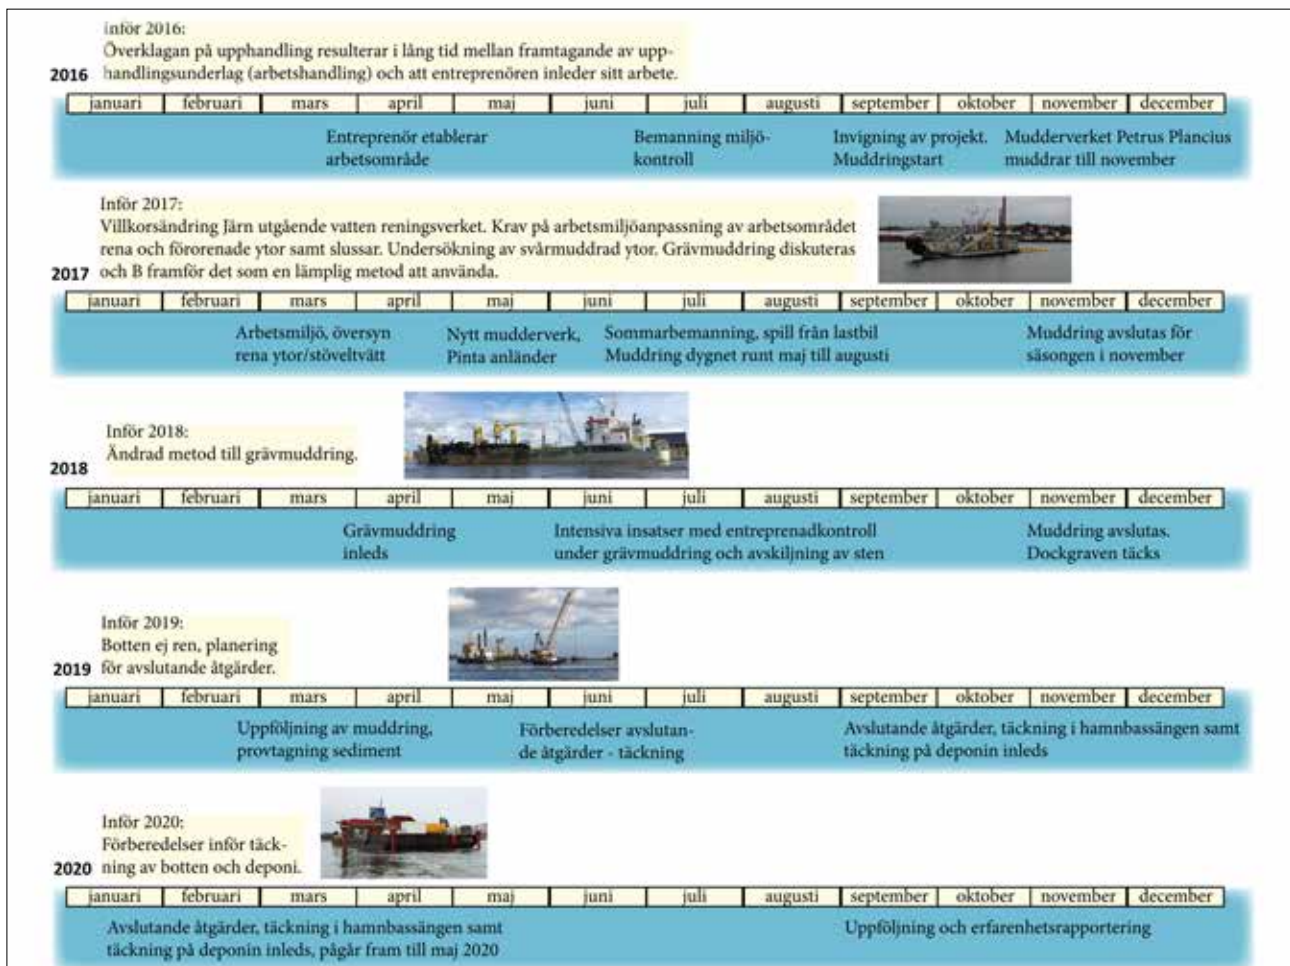 inför 2016:
Överklagan på upphandling resulterar i lång tid mellan framtagande av upp-
2016 handlingsunderlag (arbetshandling) och att entreprenören inleder sitt arbete.
januari februari mars april maj juni juli augusti september oktober november december
Entreprenör etablerar
arbetsområde
Bemanning miljö-
kontroll
Invigning av projekt.
Muddringstart
Mudderverket Petrus Plancius
muddrar till november
Inför 2017:
Villkorsändring Järn utgående vatten reningsverket. Krav på arbetsmiljöanpassning av arbetsområdet
rena och förorenade ytor samt slussar. Undersökning av svårmuddrad ytor. Grävmuddring diskuteras
2017 och B framför det som en lämplig metod att använda.
januari februari mars april maj juni juli augusti september oktober november december
Arbetsmiljö, översyn
rena ytor/stöveltvätt
Nytt mudderverk,
Pinta anländer
Sommarbemanning, spill från lastbil
Muddring dygnet runt maj till augusti
Muddring avslutas för
säsongen i november
Inför 2018:
Ändrad metod till grävmuddring.
2018
januari februari mars april maj juni juli augusti september oktober november december
Grävmuddring
inleds
Intensiva insatser med entreprenadkontroll
under grävmuddring och avskiljning av sten
Muddring avslutas.
Dockgraven täcks
Inför 2019:
Botten ej ren, planering
2019 för avslutande åtgärder.
januari februari mars april maj juni juli augusti september oktober november december
Uppföljning av muddring,
provtagning sediment
Förberedelser avslutan-
de åtgärder - täckning
Avslutande åtgärder, täckning i hamnbassängen samt
täckning på deponin inleds
Inför 2020:
Förberedelser inför täck-
2020 ning av botten och deponi.
januari februari mars april maj juni juli augusti september oktober november december
Avslutande åtgärder, täckning i hamnbassängen samt
täckning på deponin inleds, pågår fram till maj 2020
Uppföljning och erfarenhetsrapportering